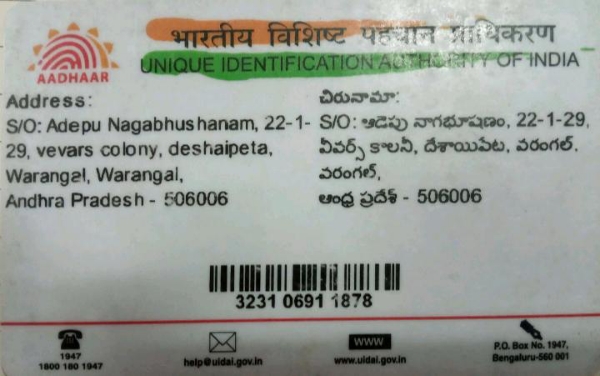 भारतीय विशिष्ट पहचान प्राधिकरण
AADHAAR
UNIQUE IDENTIFICATION AUTHORITY OF INDIA
Address:
S/O: Adepu Nagabhushanam, 22-1-
29, vevars colony, deshaipeta,
Warangal, Warangal,
Andhra Pradesh - 506006
చిరునామా:
S/O: ఆడెపు నాగభూషణం, 22-1-29,
వీవర్స్ కాలనీ, దేశాయిపేట, వరంగల్.
వరంగల్,
ఆంధ్ర ప్రదేశ్ - 506006
3231 0691 1878
1947
1800 180 1947
help@uidai.gov.in
www
www.uidai.gov.in
P.O. Box No. 1947,
Bengaluru-560 001